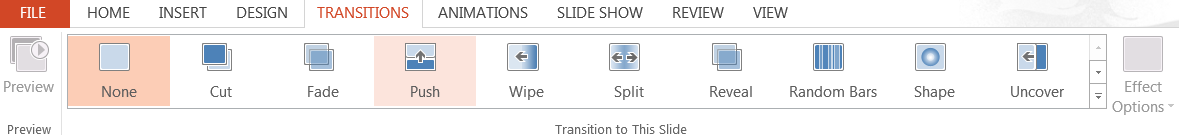 FILE HOME INSERT DESIGN TRANSITIONS ANIMATIONS SLIDE SHOW REVIEW VIEW
Preview
None Cut Fade Push Wipe Split Reveal Random Bars Shape Uncover
Effect
Options
Preview Transition to This Slide